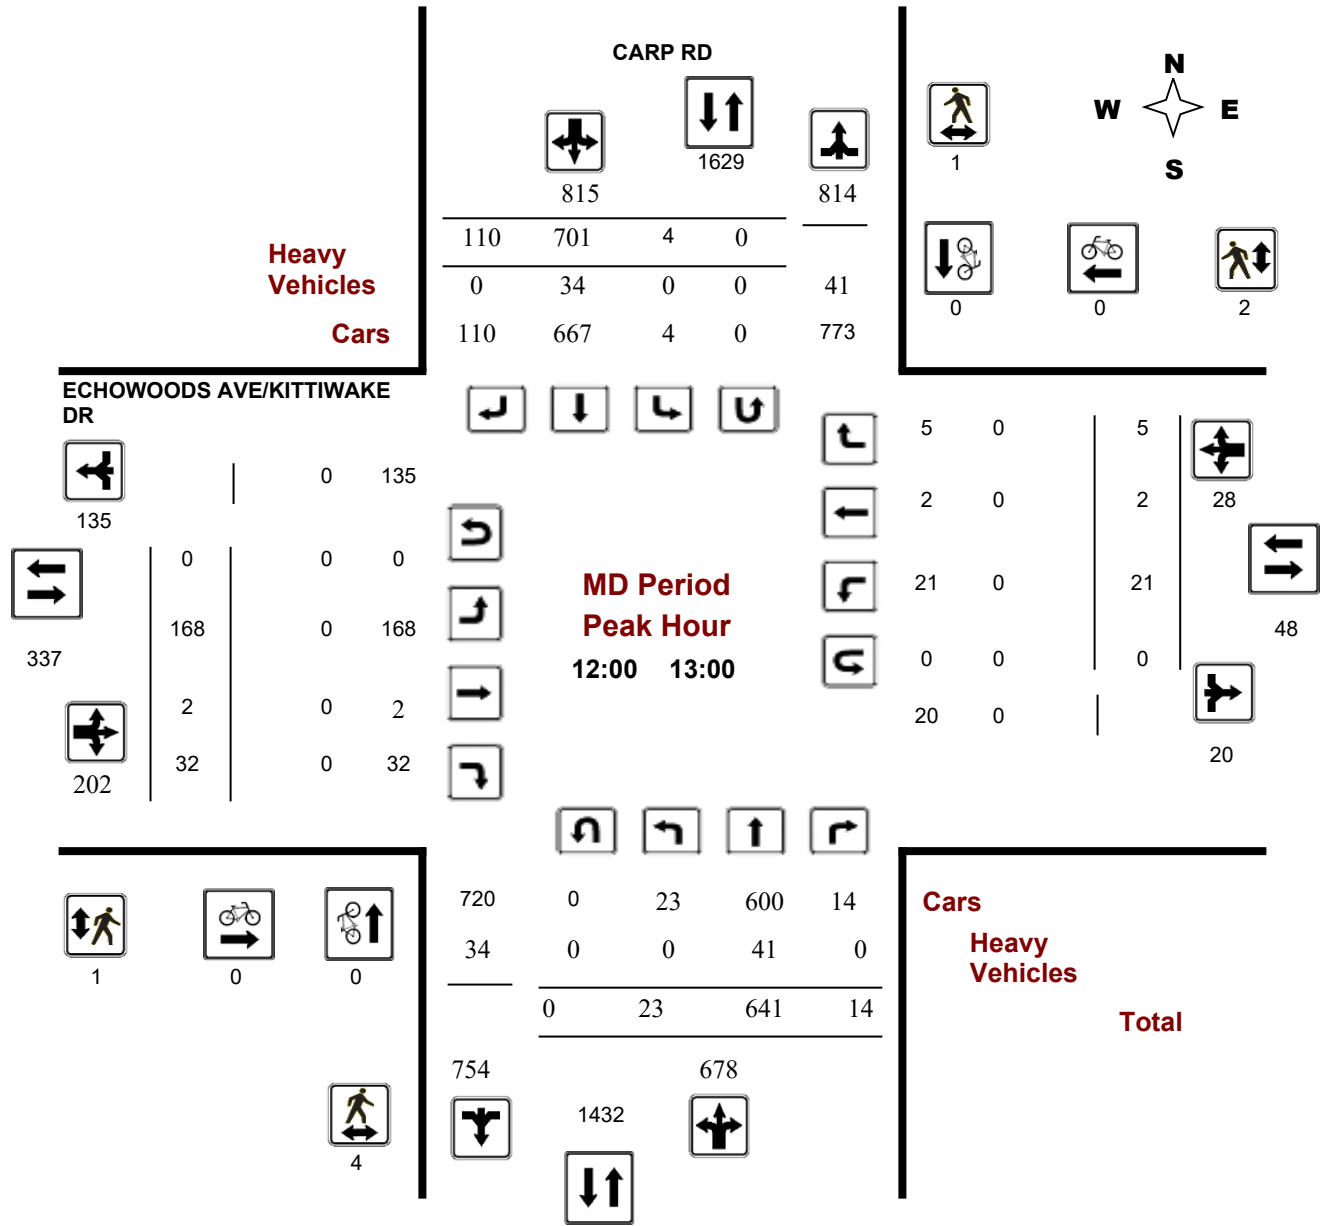 CARP RD
N
W E
S
1629
1
815
814
110 701 4 0
Heavy
Vehicles
0 34 0 0 41
0 0 2
Cars
110 667 4 0 773
ECHOWOODS AVE/KITTIWAKE
DR
5 0 5
0 135
135
2 0 2
28
0 0 0
MD Period
21 0 21
168 0 168
Peak Hour
48
337
12:00 13:00
0 0 0
2 0 2
20 0
32 0 32
20
202
720 0 23 600 14
Cars
34 0 0 41 0
Heavy
Vehicles
1 0 0
0 23 641 14
Total
754
678
1432
4